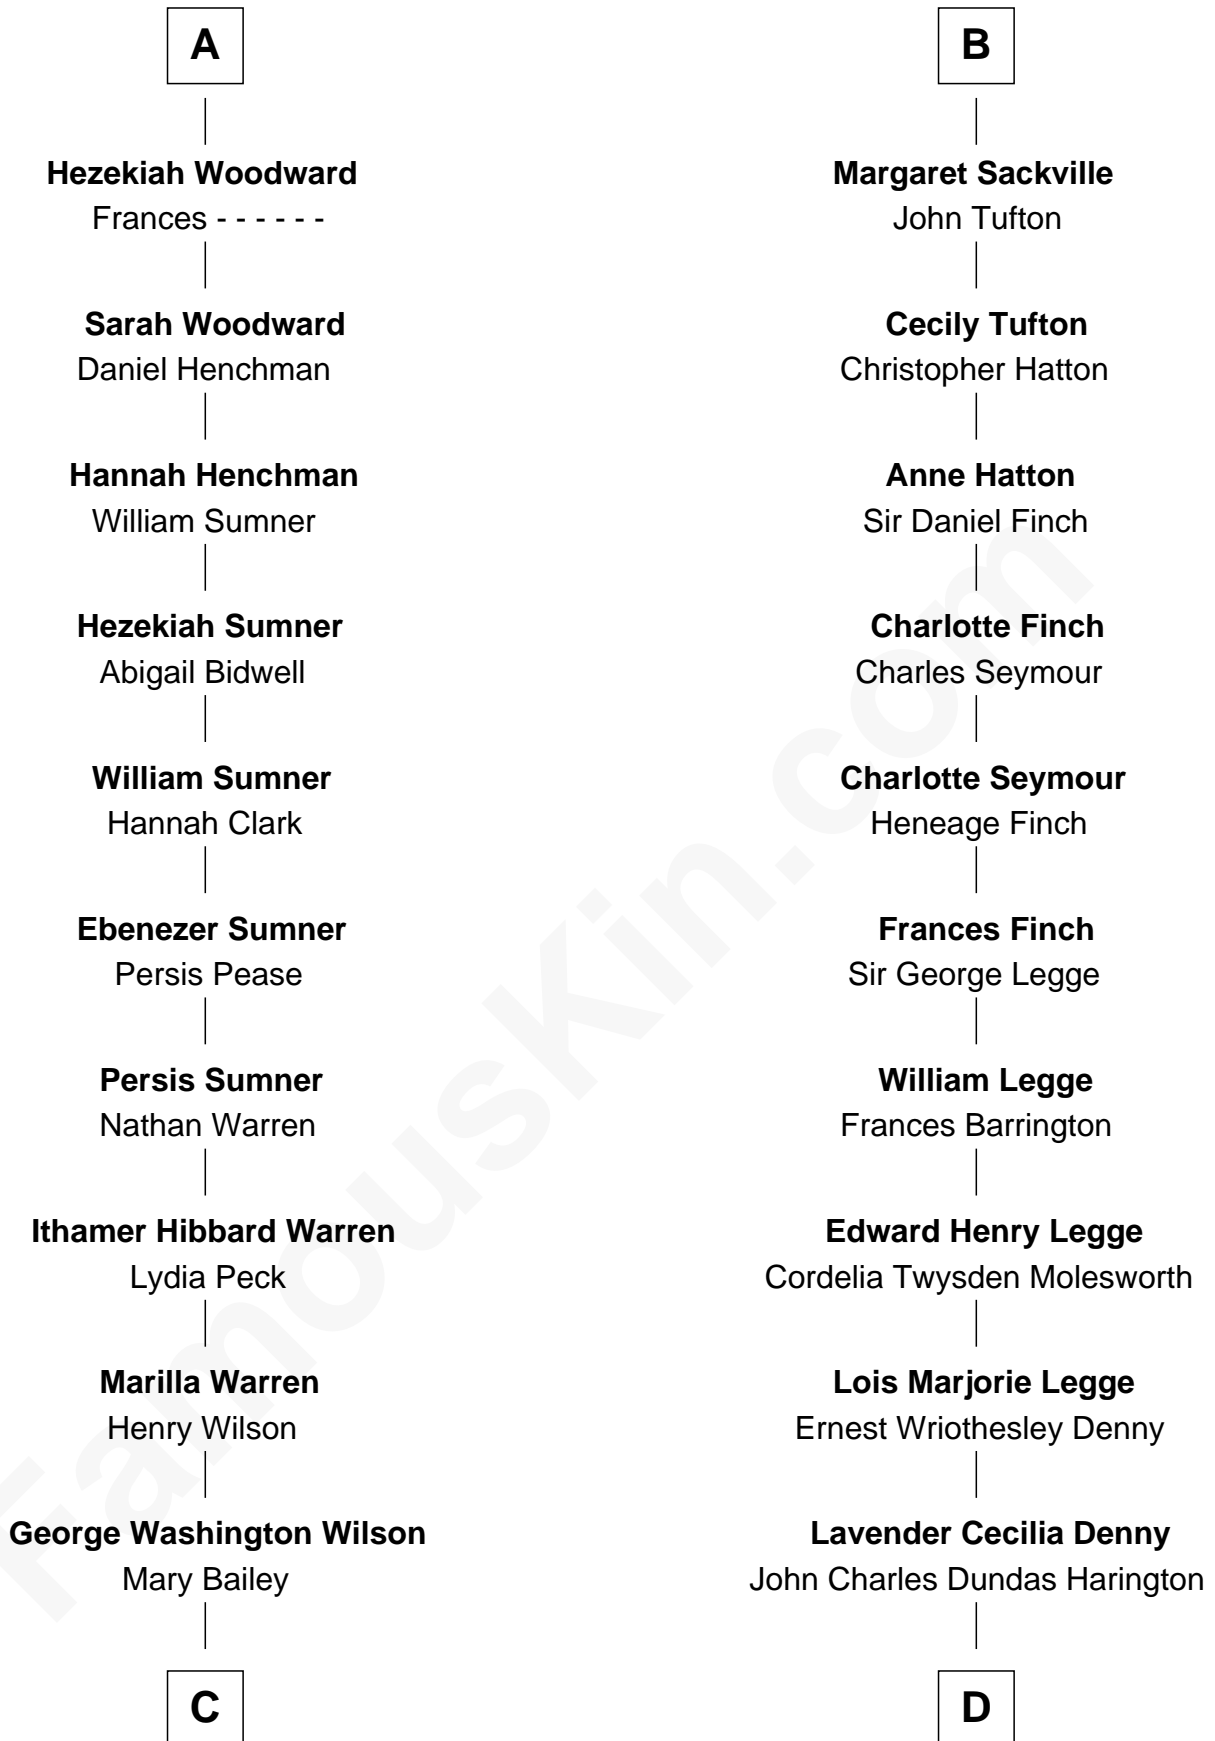 A
Hezekiah Woodward
Frances - - - - - -
Sarah Woodward
Daniel Henchman
Hannah Henchman
William Sumner
Hezekiah Sumner
Abigail Bidwell
William Sumner
Hannah Clark
Ebenezer Sumner
Persis Pease
Persis Sumner
Nathan Warren
Ithamer Hibbard Warren
Lydia Peck
Marilla Warren
Henry Wilson
George Washington Wilson
Mary Bailey
C
B
Margaret Sackville
John Tufton
Cecily Tufton
Christopher Hatton
Anne Hatton
Sir Daniel Finch
Charlotte Finch
Charles Seymour
Charlotte Seymour
Heneage Finch
Frances Finch
Sir George Legge
William Legge
Frances Barrington
Edward Henry Legge
Cordelia Twysden Molesworth
Lois Marjorie Legge
Ernest Wriothesley Denny
Lavender Cecilia Denny
John Charles Dundas Harington
D
FamousKin.com